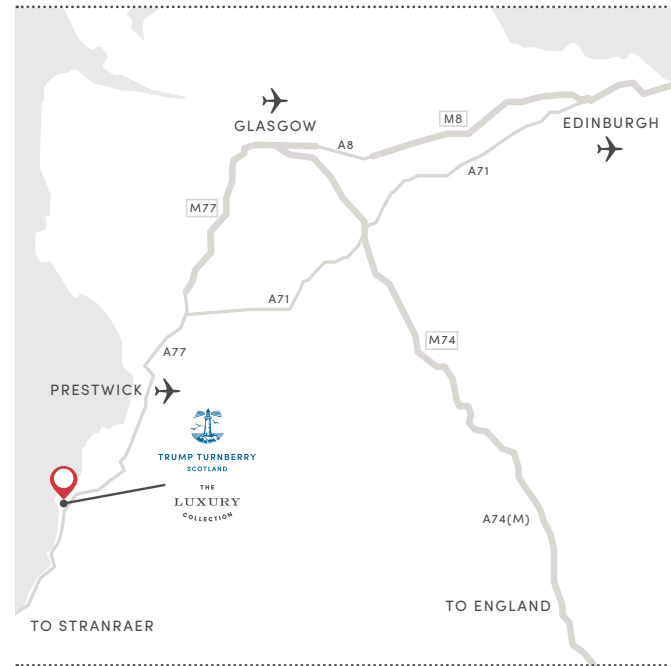 GLASGOW
M8
EDINBURGH
A8
A71
M77
A71
M74
A77
PRESTWICK
TRUMP TURNBERRY
SCOTLAND
THE
LUXURY
COLLECTION
A74(M)
TO ENGLAND
TO STRANRAER